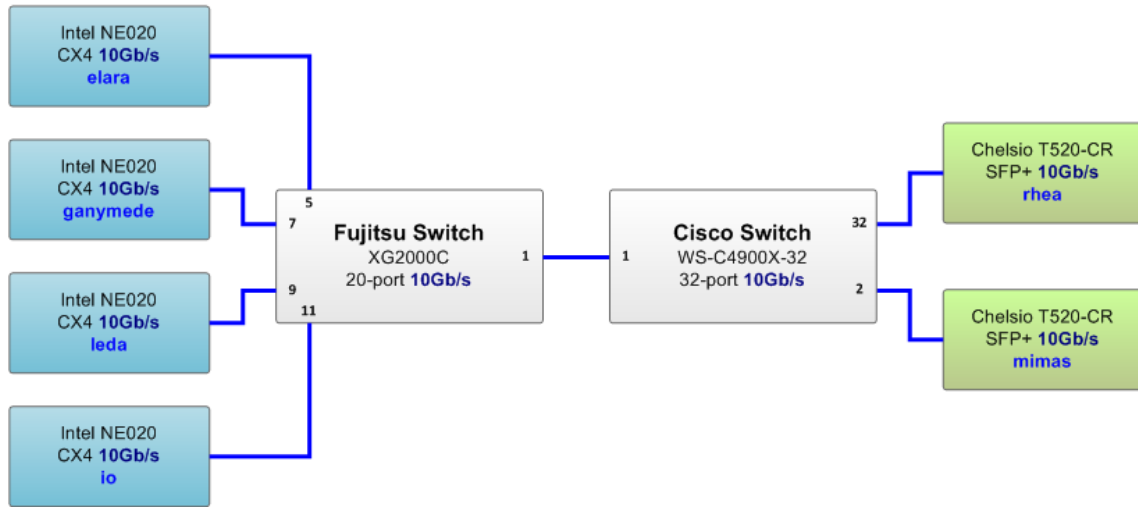 Intel NE020
CX4 10Gb/s
elara
Intel NE020
CX4 10Gb/s
ganymede
Intel NE020
CX4 10Gb/s
leda
Intel NE020
CX4 10Gb/s
io
5
7
9
11
Fujitsu Switch
XG2000C
20-port 10Gb/s
1
1
Cisco Switch
WS-C4900X-32
32-port 10Gb/s
32
2
Chelsio T520-CR
SFP+ 10Gb/s
rhea
Chelsio T520-CR
SFP+ 10Gb/s
mimas